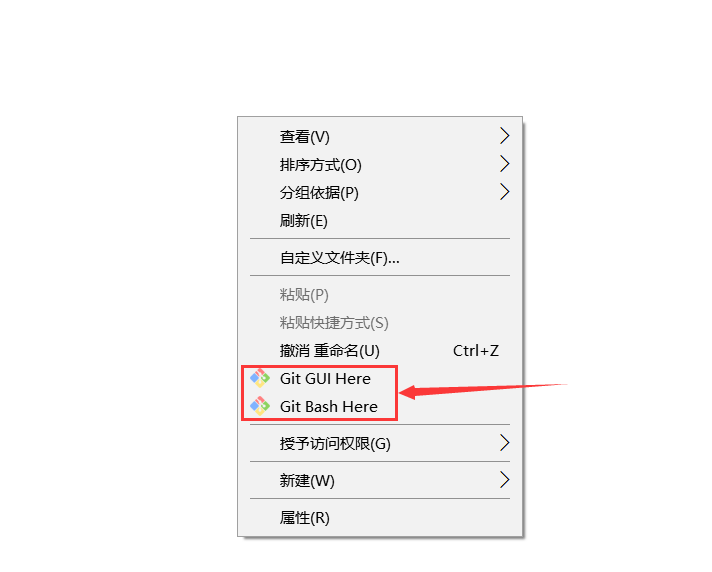 查看(V)
排序方式(O)
分组依据(P)
刷新(E)
自定义文件夹(F)...
粘贴(P)
粘贴快捷方式(S)
撤消 重命名(U) Ctrl+Z
Git GUI Here
Git Bash Here
授予访问权限(G)
新建(W)
属性(R)